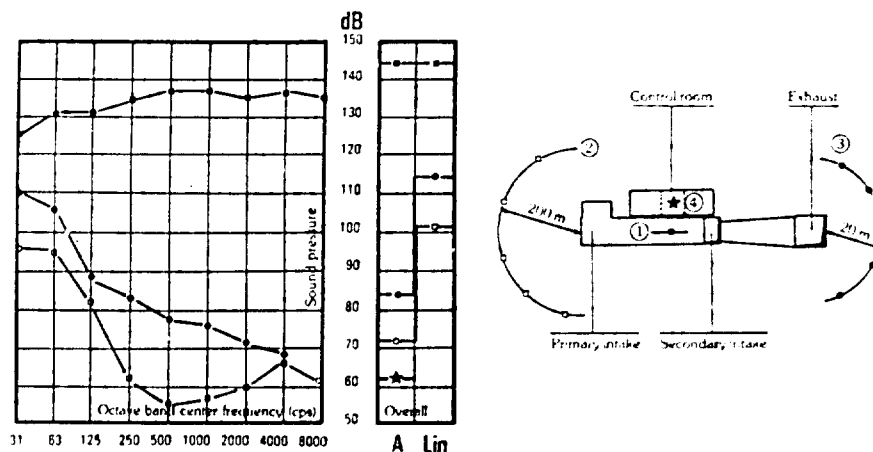 dB
150
140
130
120
110
100
90
80
70
60
50
Sound pressure
Octave band center frequency (cps)
31 63 125 250 500 1000 2000 4000 8000
Overall
A Lin
Control room
Exhaust
②
③
④
①
200 m
20 m
Primary intake
Secondary intake